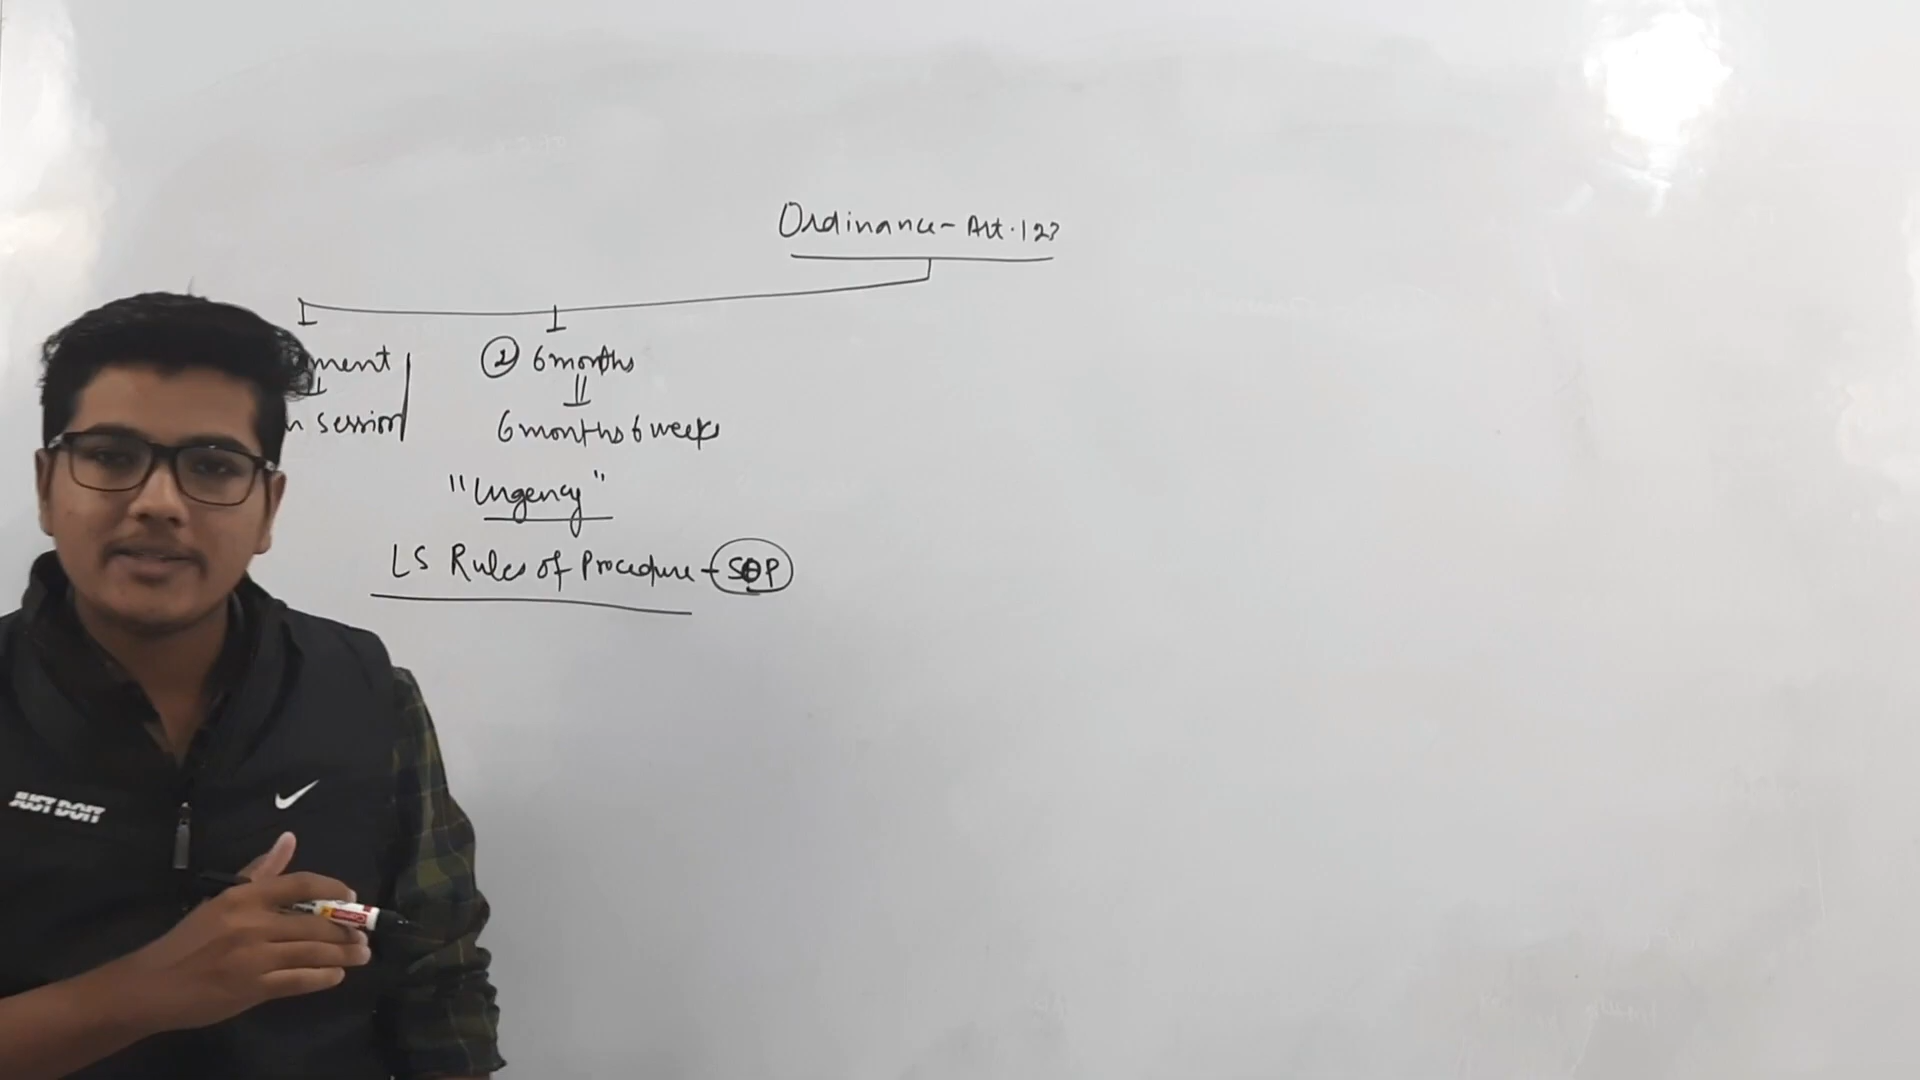 Ordinance - Art. 123
ment
session
② 6 months
6 months 6 weeks
"Urgency"
LS Rules of Procedure - SOP
JUST DO IT